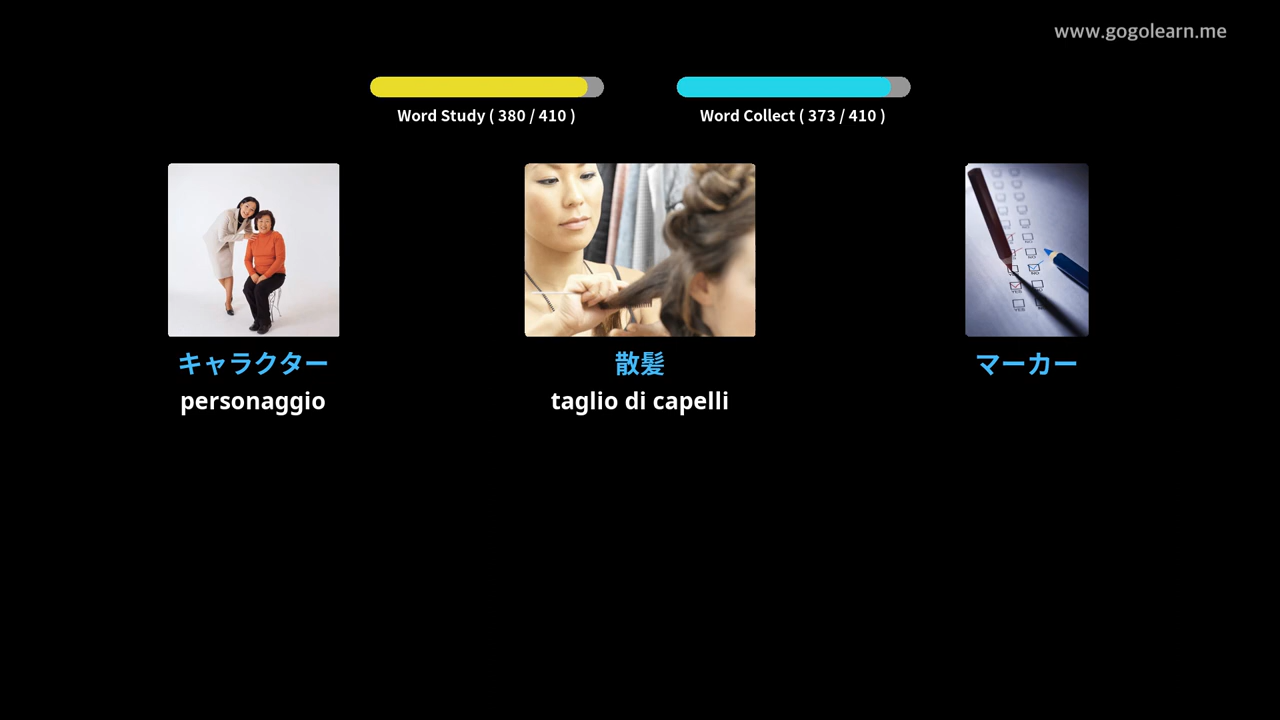 www.gogolearn.me
Word Study ( 380 / 410 )
Word Collect ( 373 / 410 )
キャラクター
散髪
マーカー
personaggio
taglio di capelli